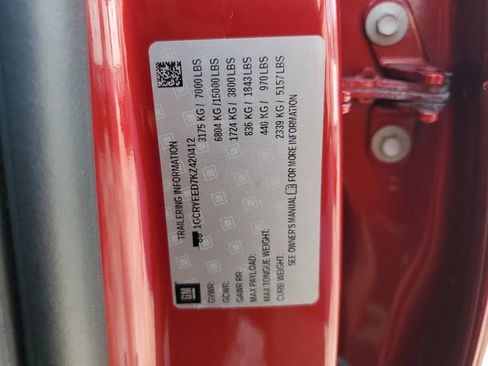 GM
TRAILERING INFORMATION
1GCRYEED7KZ420412
GVWR: 3175 KG / 7000 LBS
GCWR: 6804 KG /15000 LBS
GAWR RR: 1724 KG / 3800 LBS
MAX PAYLOAD: 836 KG / 1843 LBS
MAX TONGUE WEIGHT: 440 KG / 970 LBS
CURB WEIGHT: 2339 KG / 5157 LBS
SEE OWNER'S MANUAL FOR MORE INFORMATION